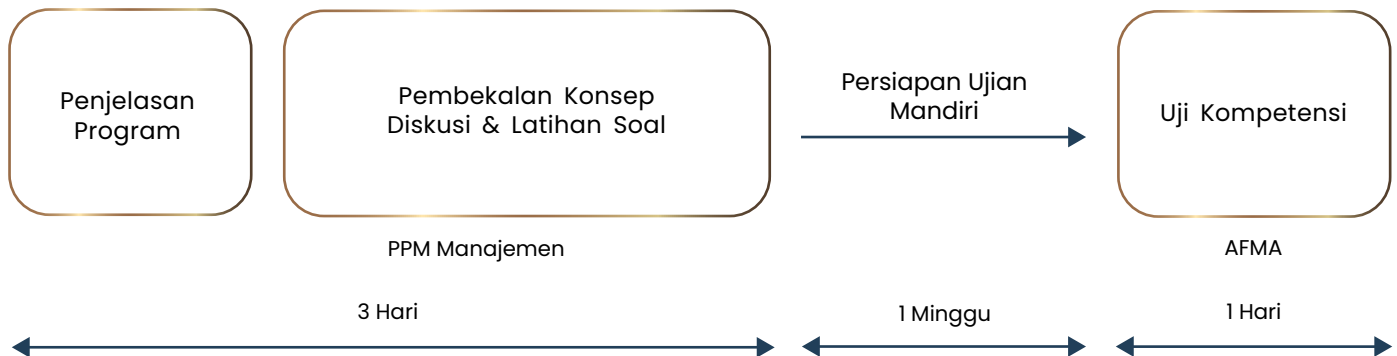 Penjelasan
Program
Pembekalan Konsep
Diskusi & Latihan Soal
Persiapan Ujian
Mandiri
Uji Kompetensi
PPM Manajemen
AFMA
3 Hari
1 Minggu
1 Hari